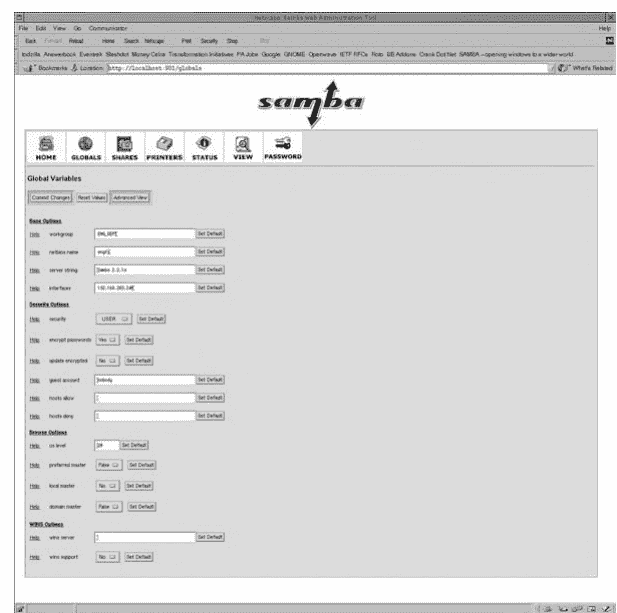 Netscape: Samba Web Administration Tool
File Edit View Go Communicator Help
Back Forward Reload Home Search Netscape Print Security Shop Stop
Bookmarks Location: http://localhost:901/globals What's Related
samba
HOME GLOBALS SHARES PRINTERS STATUS VIEW PASSWORD
Global Variables
Commit Changes Reset Values Advanced View
Base Options
Help workgroup Set Default
Help netbios name Set Default
Help server string Set Default
Help interfaces Set Default
Security Options
Help security USER Set Default
Help encrypt passwords Yes Set Default
Help update encrypted No Set Default
Help guest account nobody Set Default
Help hosts allow Set Default
Help hosts deny Set Default
Browse Options
Help os level Set Default
Help preferred master False Set Default
Help local master No Set Default
Help domain master False Set Default
WINS Options
Help wins server Set Default
Help wins support No Set Default